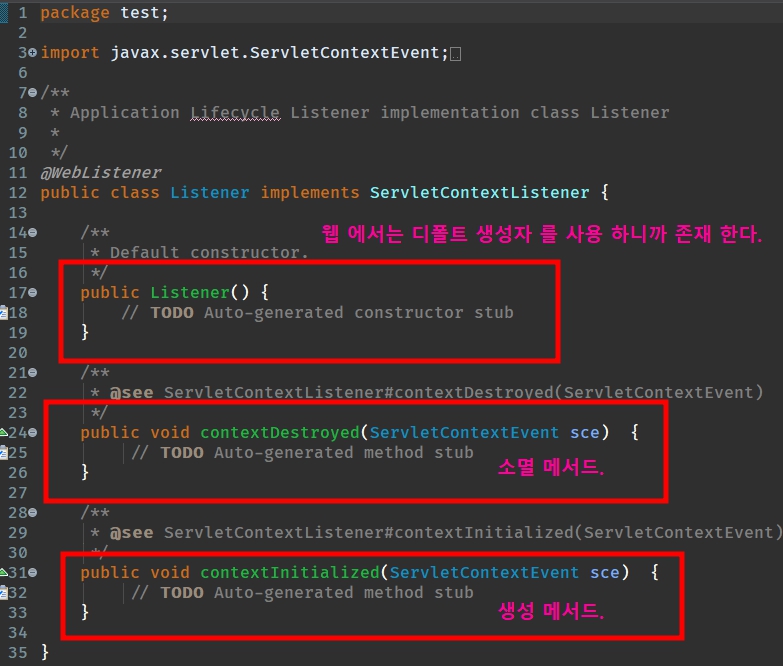 1 package test;
2
3 import javax.servlet.ServletContextEvent;
6
7 /**
8 * Application Lifecycle Listener implementation class Listener
9 *
10 */
11 @WebListener
12 public class Listener implements ServletContextListener {
13
14 /**
웹 에서는 디폴트 생성자 를 사용 하니까 존재 한다.
15 * Default constructor.
16 */
17 public Listener() {
18 // TODO Auto-generated constructor stub
19 }
20
21 /**
22 * @see ServletContextListener#contextDestroyed(ServletContextEvent)
23 */
24 public void contextDestroyed(ServletContextEvent sce)  {
25 // TODO Auto-generated method stub
소멸 메서드.
26 }
27
28 /**
29 * @see ServletContextListener#contextInitialized(ServletContextEvent)
30 */
31 public void contextInitialized(ServletContextEvent sce)  {
32 // TODO Auto-generated method stub
생성 메서드.
33 }
34
35 }